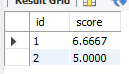 Result Grid
id score
1 6.6667
2 5.0000